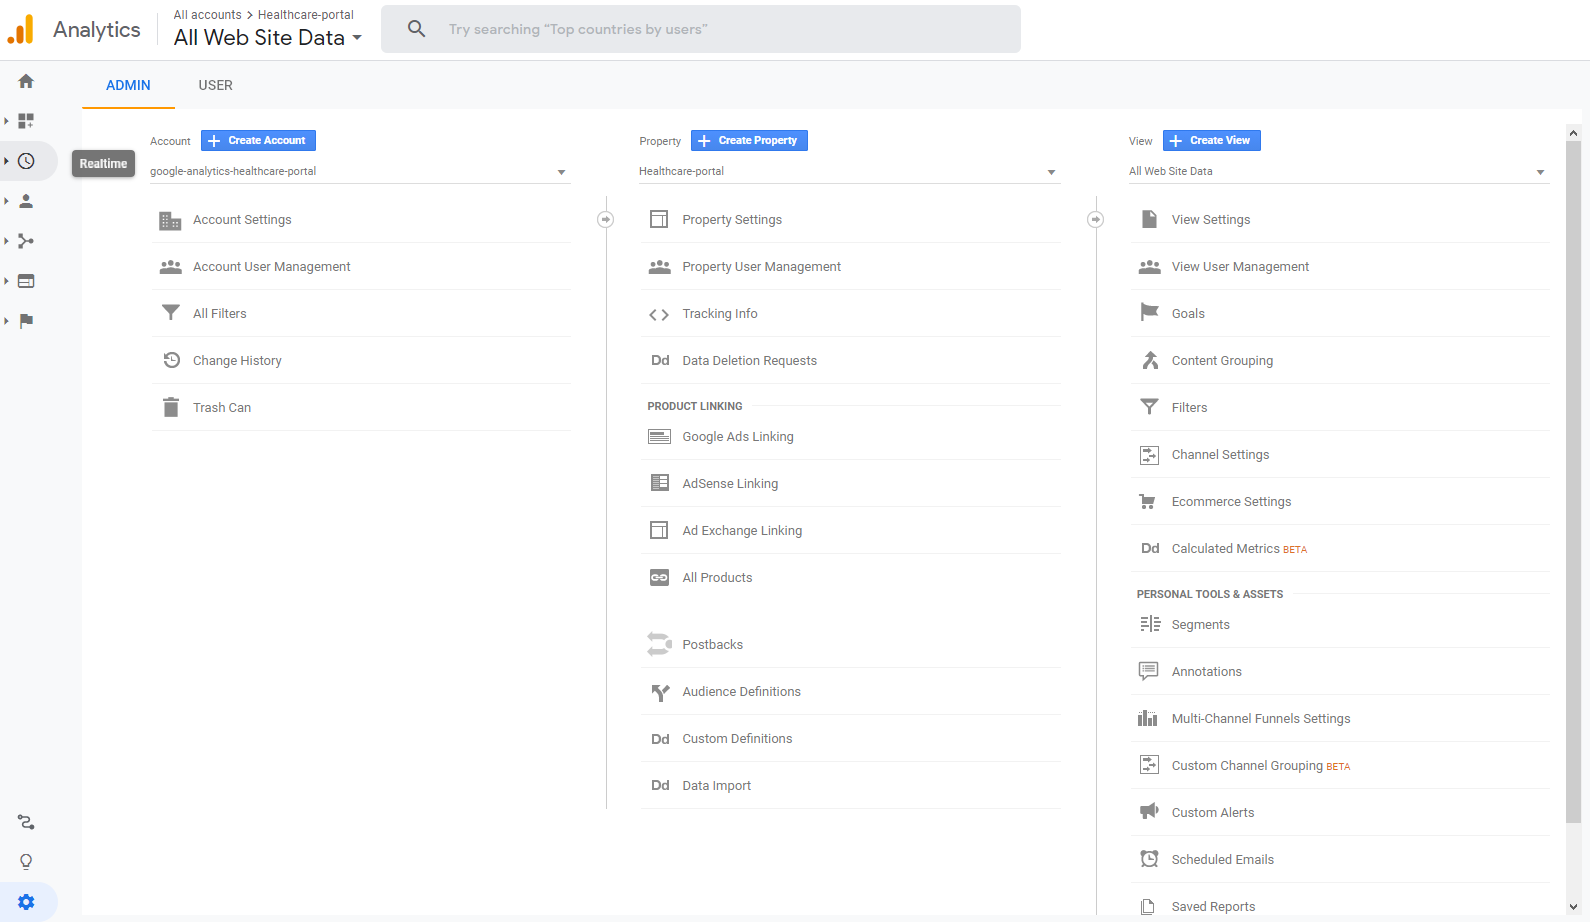 Analytics
All accounts > Healthcare-portal
All Web Site Data
Try searching “Top countries by users”
ADMIN
USER
Realtime
Account
Create Account
google-analytics-healthcare-portal
Account Settings
Account User Management
All Filters
Change History
Trash Can
Property
Create Property
Healthcare-portal
Property Settings
Property User Management
Tracking Info
Dd Data Deletion Requests
PRODUCT LINKING
Google Ads Linking
AdSense Linking
Ad Exchange Linking
All Products
Postbacks
Audience Definitions
Dd Custom Definitions
Dd Data Import
View
Create View
All Web Site Data
View Settings
View User Management
Goals
Content Grouping
Filters
Channel Settings
Ecommerce Settings
Dd Calculated Metrics BETA
PERSONAL TOOLS & ASSETS
Segments
Annotations
Multi-Channel Funnels Settings
Custom Channel Grouping BETA
Custom Alerts
Scheduled Emails
Saved Reports